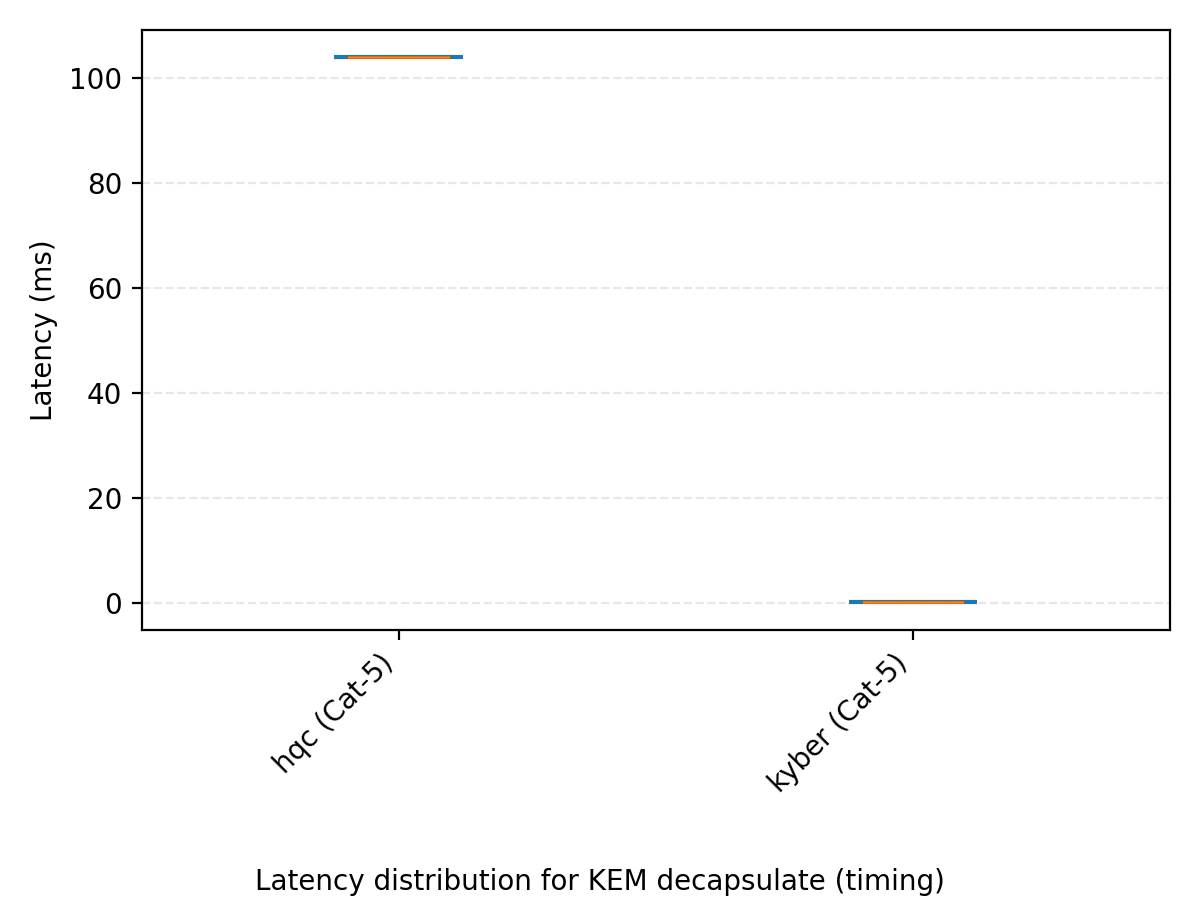 Latency (ms)
100
80
60
40
20
0
hqc (Cat-5)
kyber (Cat-5)
Latency distribution for KEM decapsulate (timing)